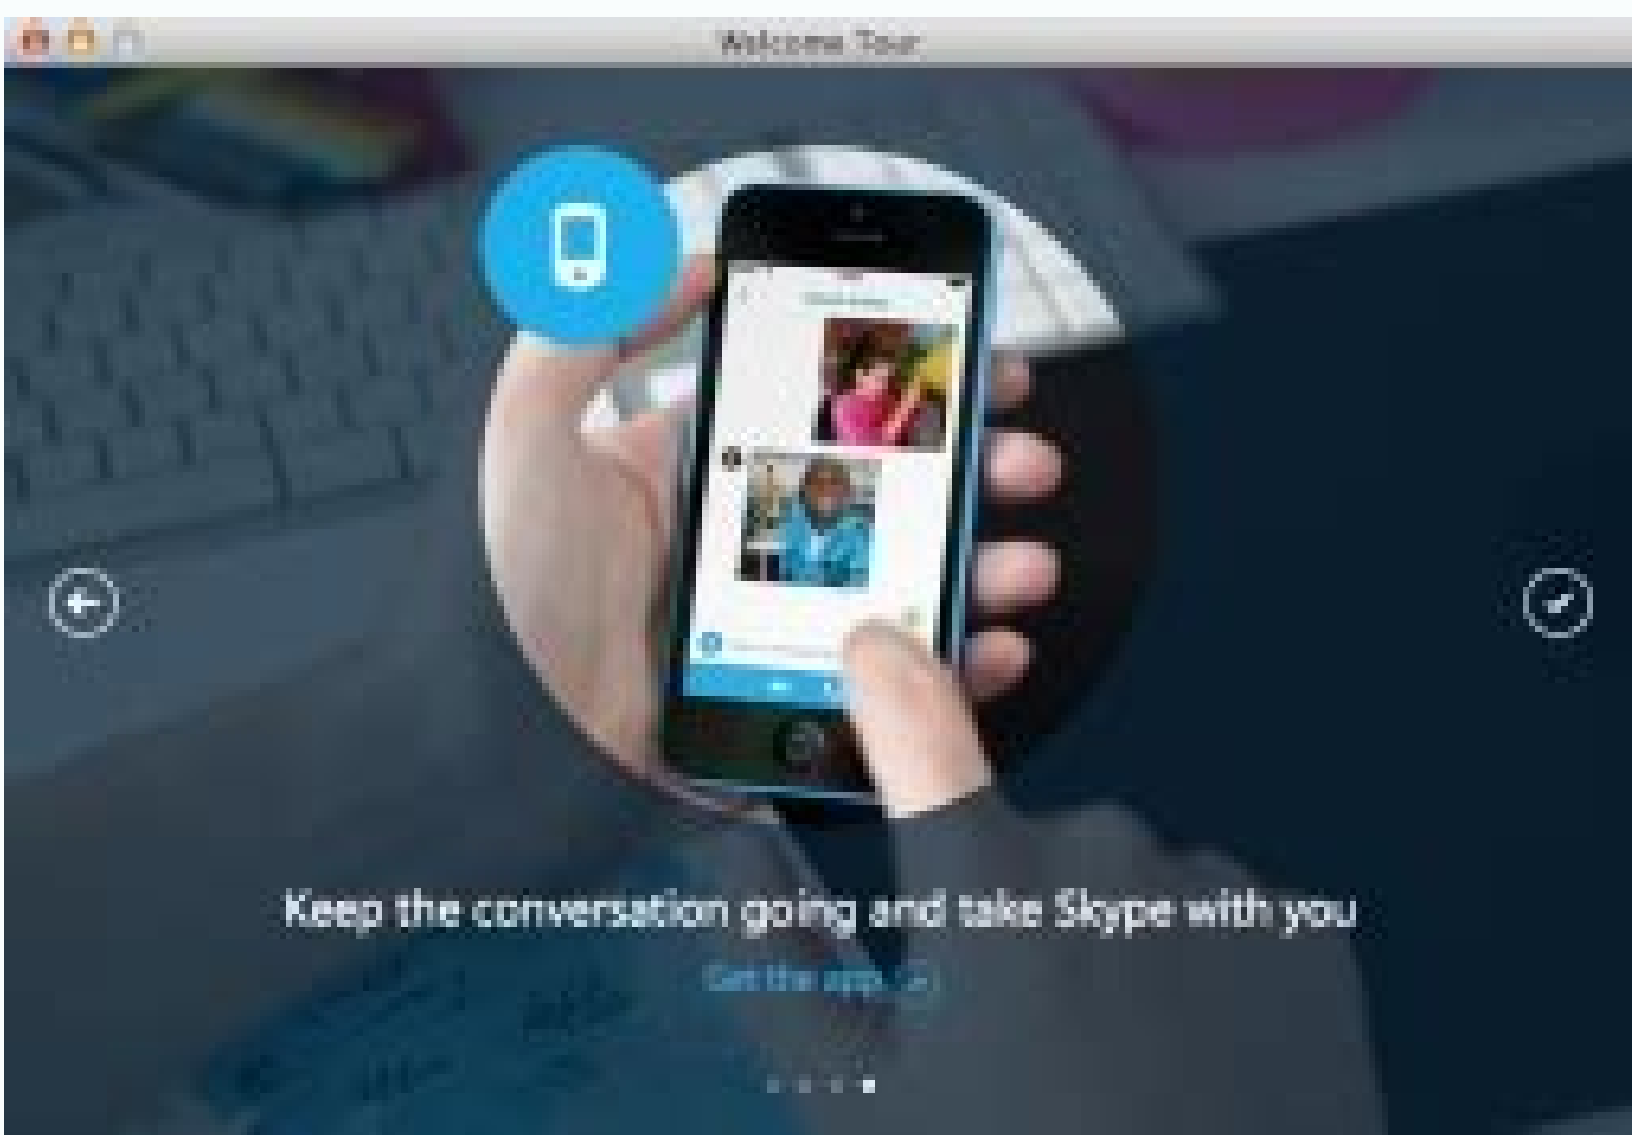 Welcome Tour
Keep the conversation going and take Skype with you
Get the app